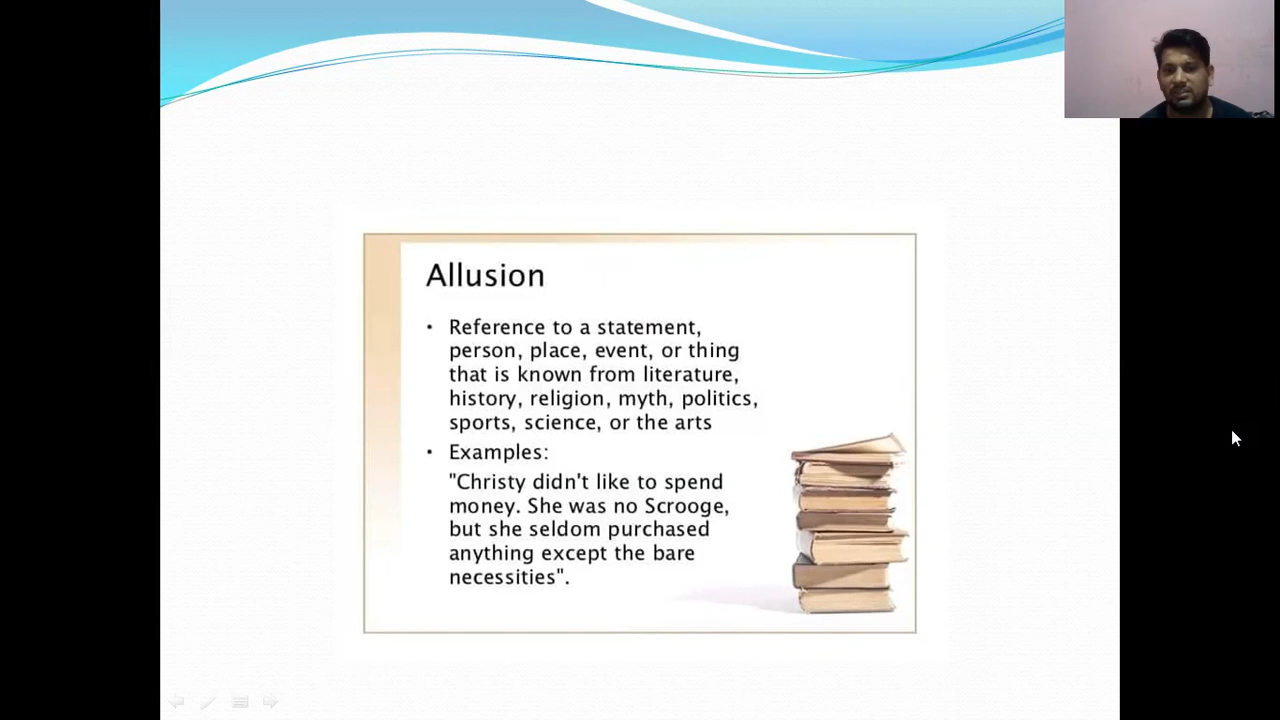 Allusion
• Reference to a statement,
person, place, event, or thing
that is known from literature,
history, religion, myth, politics,
sports, science, or the arts
• Examples:
"Christy didn't like to spend
money. She was no Scrooge,
but she seldom purchased
anything except the bare
necessities".